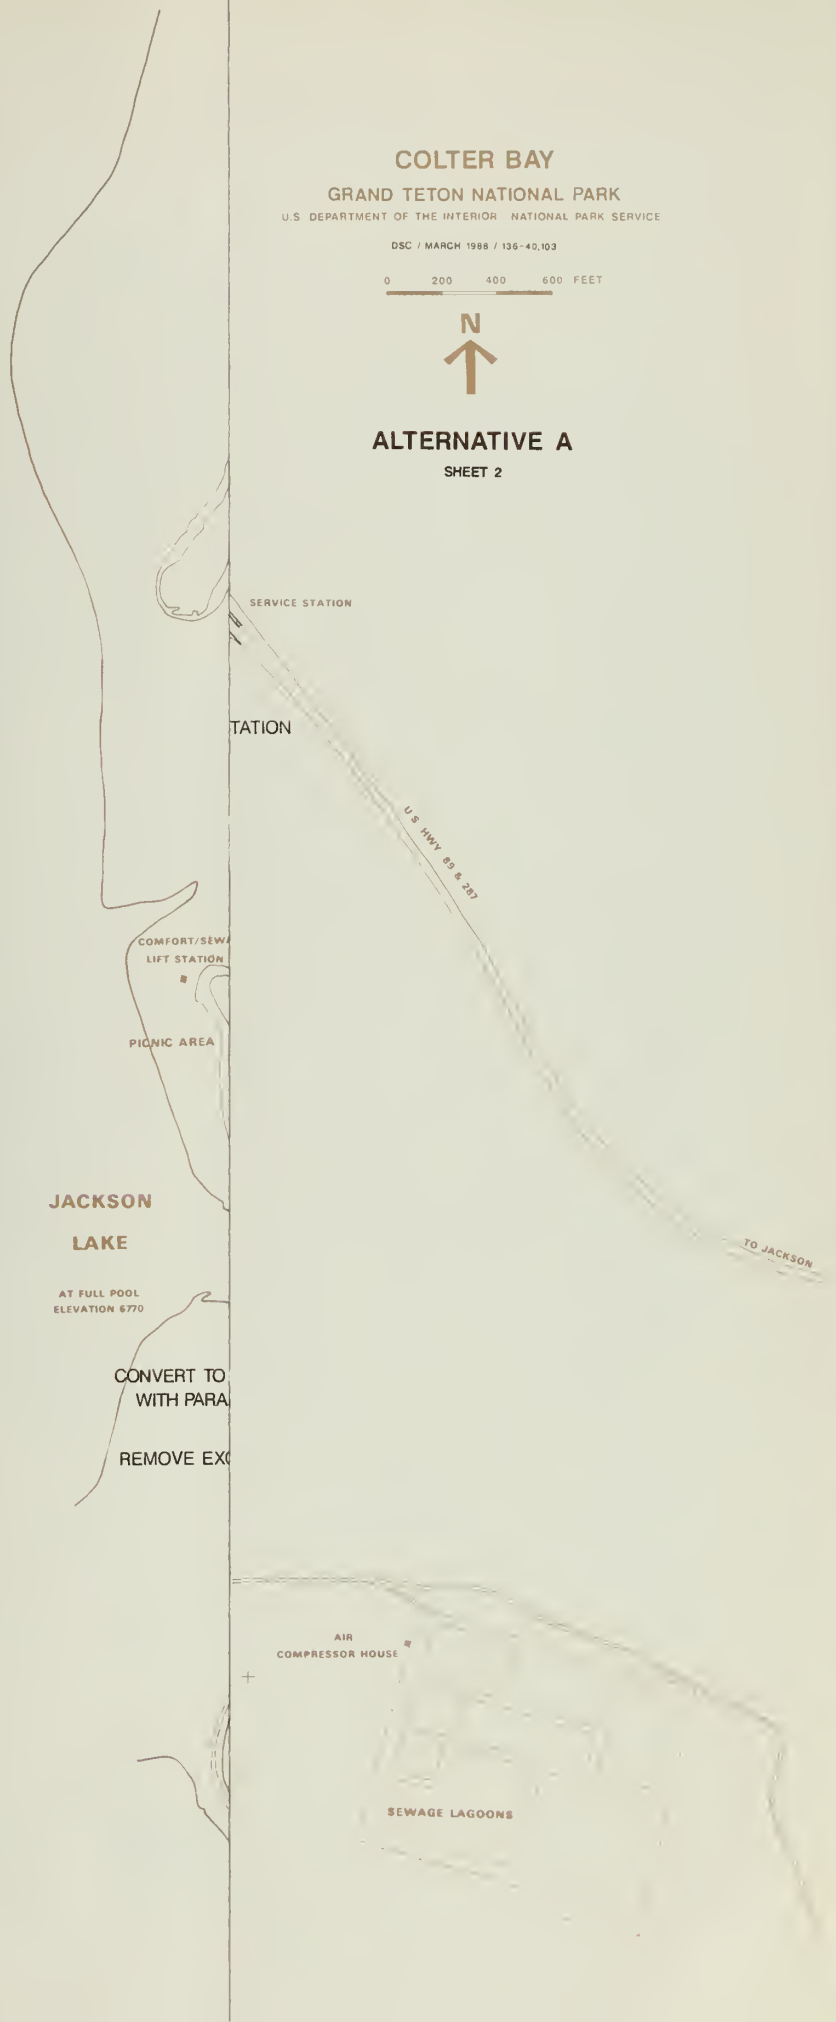 COLTER BAY
GRAND TETON NATIONAL PARK
U.S DEPARTMENT OF THE INTERIOR NATIONAL PARK SERVICE
DSC / MARCH 1988 / 136-40,103
0 200 400 600 FEET
N
ALTERNATIVE A
SHEET 2
SERVICE STATION
TATION
U S HWY 89 & 287
COMFORT/SEW
LIFT STATION
PICNIC AREA
JACKSON
LAKE
TO JACKSON
AT FULL POOL
ELEVATION 6770
CONVERT TO
WITH PARA
REMOVE EX
AIR
COMPRESSOR HOUSE
SEWAGE LAGOONS